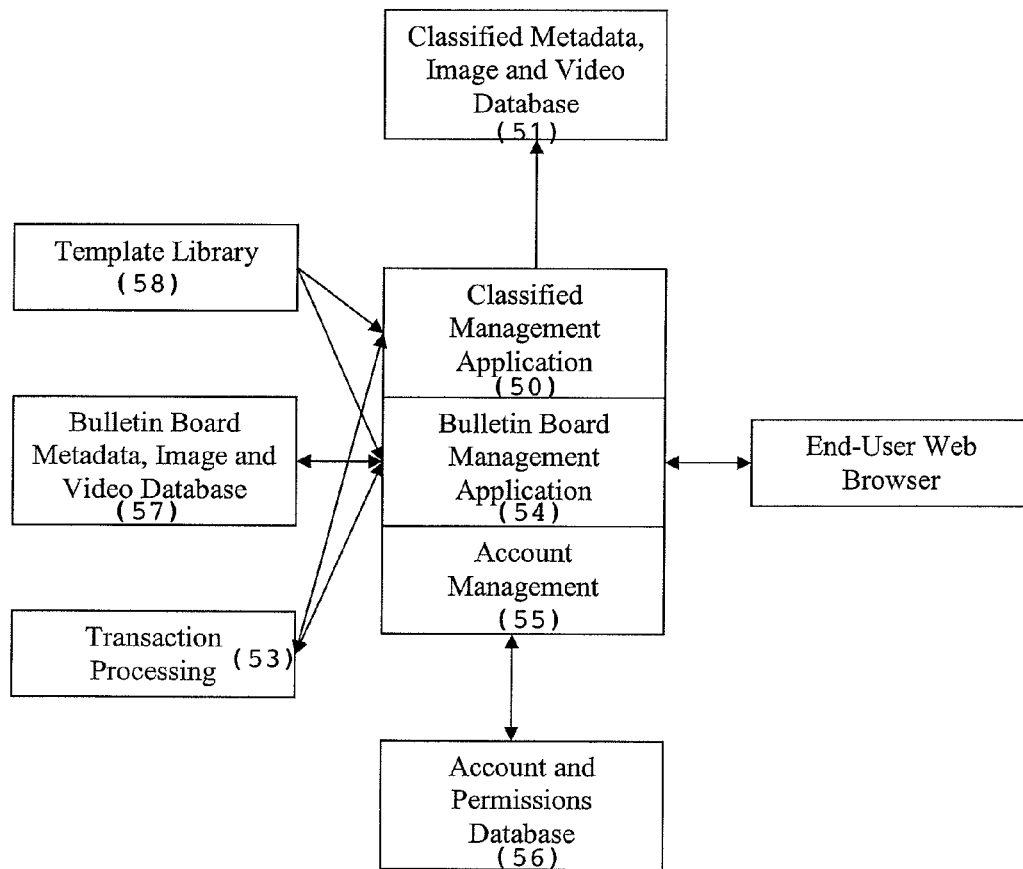 Classified Metadata,
Image and Video
Database
(51)
Template Library
(58)
Classified
Management
Application
(50)
Bulletin Board
Metadata, Image and
Video Database
(57)
Bulletin Board
Management
Application
(54)
End-User Web
Browser
Account
Management
(55)
Transaction
Processing
(53)
Account and
Permissions
Database
(56)